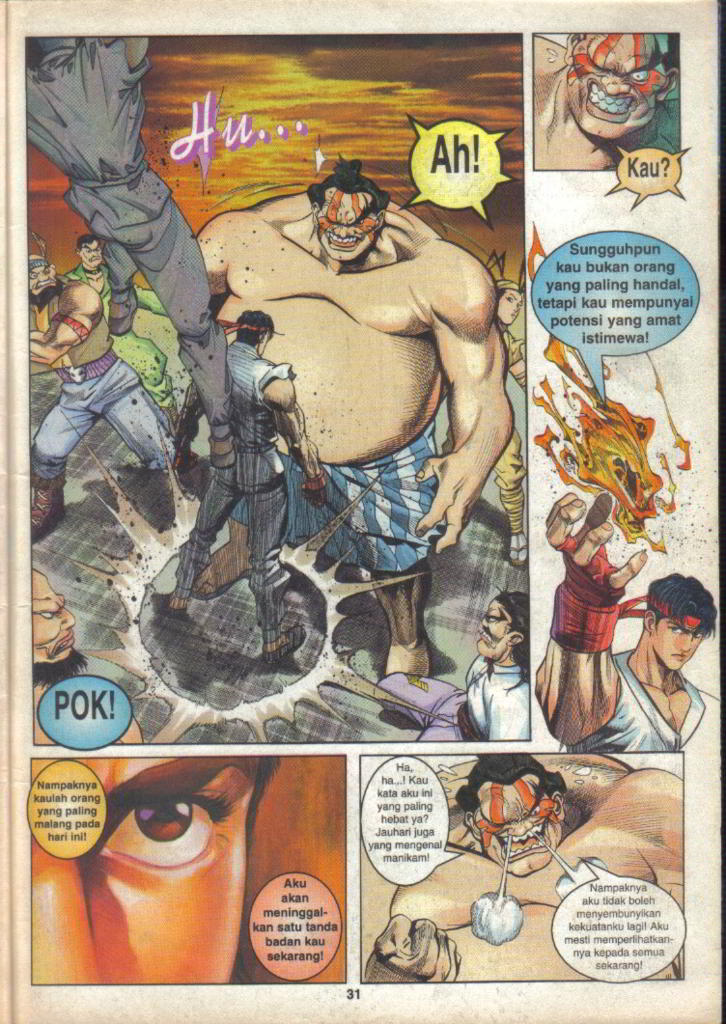 Hu...
Ah!
Kau?
Sungguhpun
kau bukan orang
yang paling handal,
tetapi kau mempunyai
potensi yang amat
istimewa!
POK!
Nampaknya
kaulah orang
yang paling
malang pada
hari ini!
Aku
akan
meninggal-
kan satu tanda
badan kau
sekarang!
Ha,
ha...! Kau
kata aku ini
yang paling
hebat ya?
Jauhari juga
yang mengenal
manikam!
Nampaknya
aku tidak boleh
menyembunyikan
kekuatanku lagi! Aku
mesti memperlihatkan-
nya kepada semua
sekarang!
31